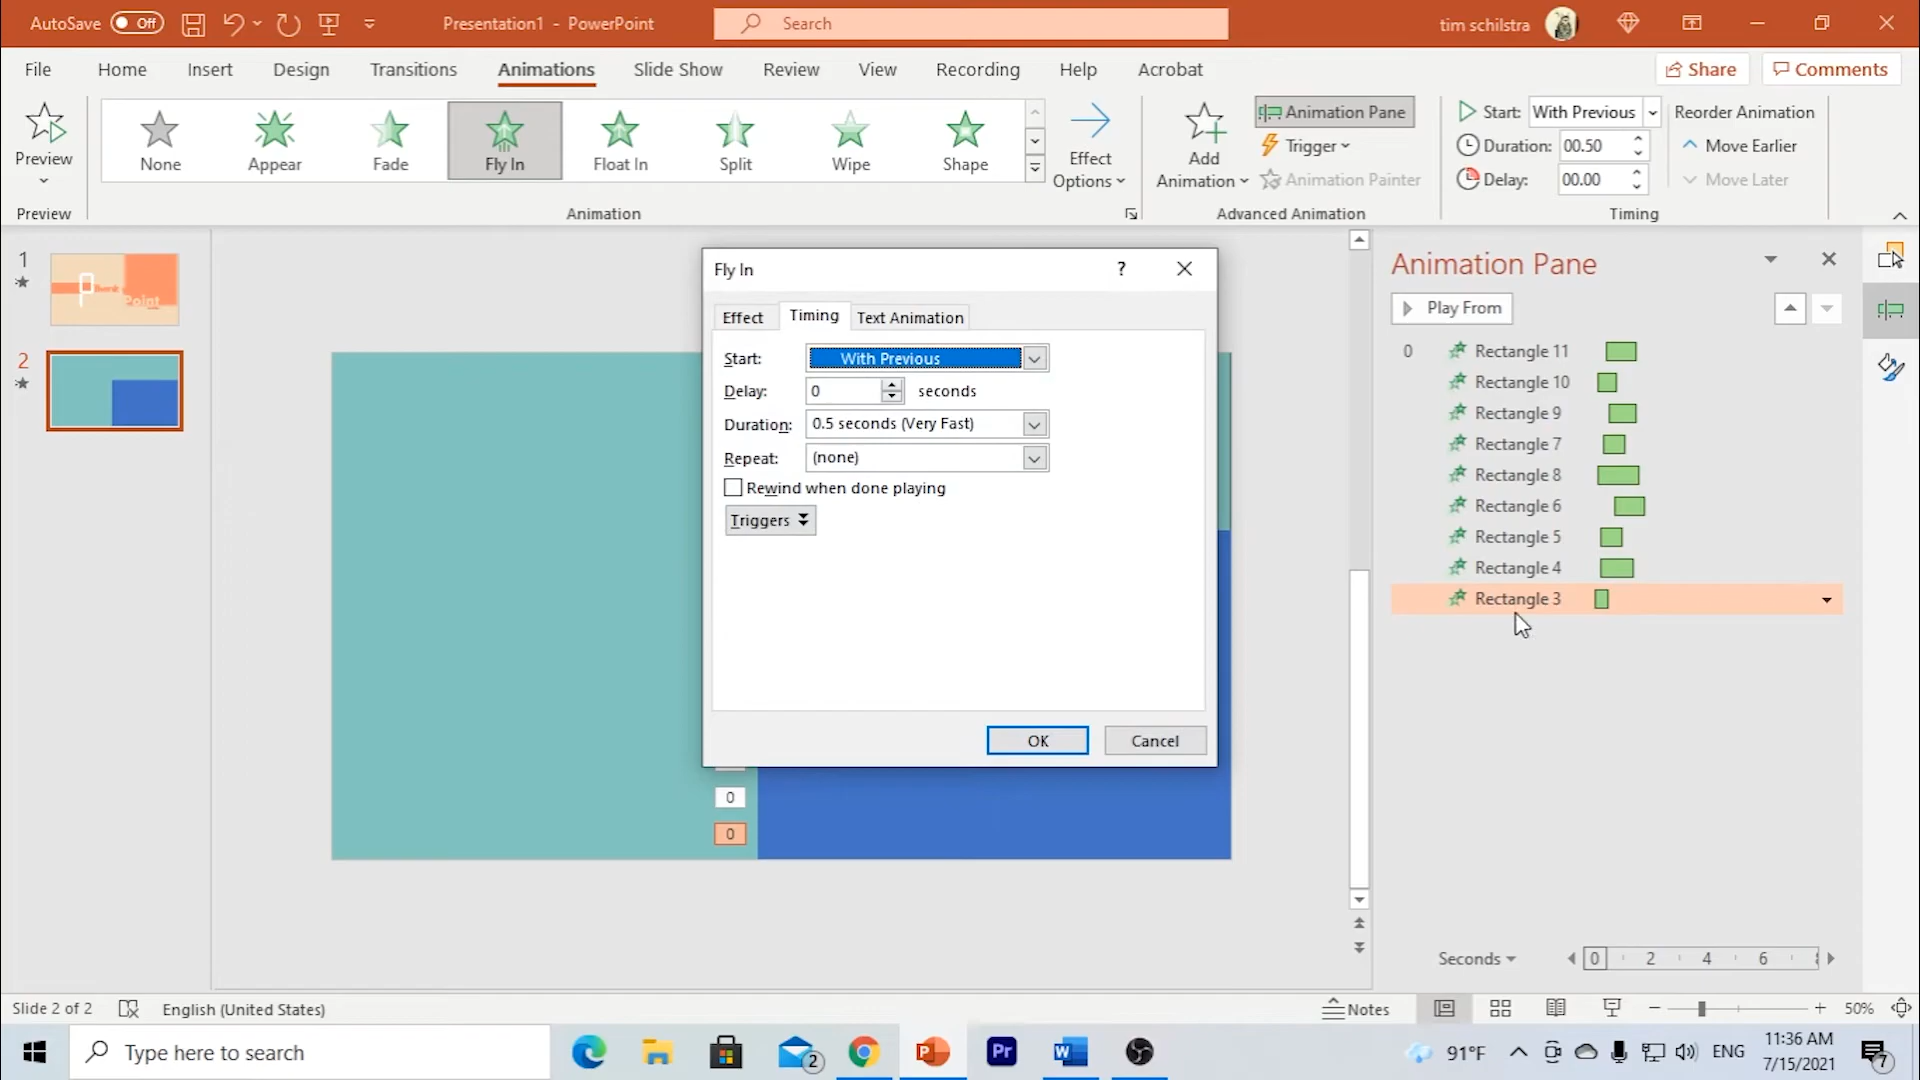 AutoSave Off Presentation1 - PowerPoint Search tim schilstra
File Home Insert Design Transitions Animations Slide Show Review View Recording Help Acrobat Share Comments
Preview None Appear Fade Fly In Float In Split Wipe Shape Effect Options Add Animation Animation Pane Trigger Animation Painter
Start: With Previous Reorder Animation
Duration: 00.50 Move Earlier
Delay: 00.00 Move Later
Preview Animation Advanced Animation Timing
1
2
Fly In ?
Effect Timing Text Animation
Start: With Previous
Delay: 0 seconds
Duration: 0.5 seconds (Very Fast)
Repeat: (none)
Rewind when done playing
Triggers
OK Cancel
0
0
Animation Pane
Play From
0 Rectangle 11
Rectangle 10
Rectangle 9
Rectangle 7
Rectangle 8
Rectangle 6
Rectangle 5
Rectangle 4
Rectangle 3
Seconds 0 2 4 6
Slide 2 of 2 English (United States) Notes 50%
Type here to search 2 Pr 91°F ENG 11:36 AM
7/15/2021 7